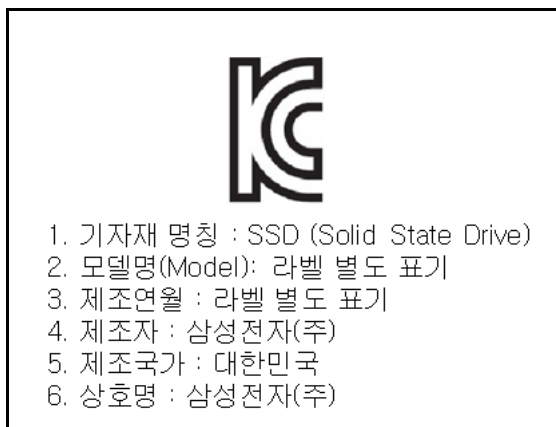 KC
1. 기자재 명칭 : SSD (Solid State Drive)
2. 모델명(Model): 라벨 별도 표기
3. 제조연월 : 라벨 별도 표기
4. 제조자 : 삼성전자(주)
5. 제조국가 : 대한민국
6. 상호명 : 삼성전자(주)